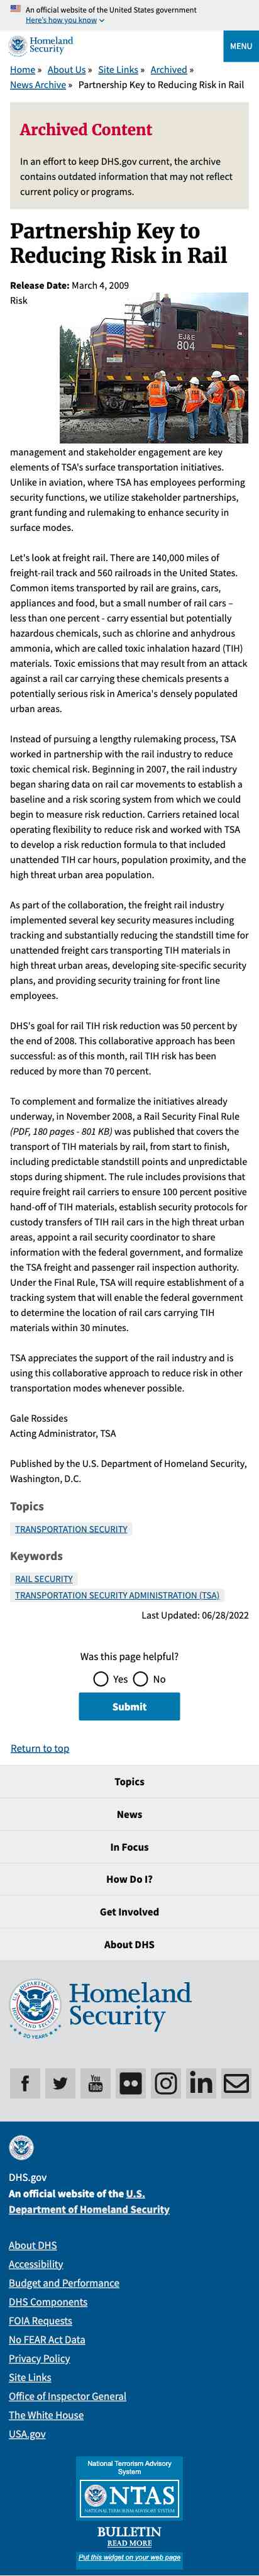 An official website of the United States government
Here's how you know
Homeland
Security
MENU
Home » About Us » Site Links » Archived »
News Archive » Partnership Key to Reducing Risk in Rail
Archived Content
In an effort to keep DHS.gov current, the archive
contains outdated information that may not reflect
current policy or programs.
Partnership Key to
Reducing Risk in Rail
Release Date: March 4, 2009
Risk
EJ&E
804
management and stakeholder engagement are key
elements of TSA's surface transportation initiatives.
Unlike in aviation, where TSA has employees performing
security functions, we utilize stakeholder partnerships,
grant funding and rulemaking to enhance security in
surface modes.
Let's look at freight rail. There are 140,000 miles of
freight-rail track and 560 railroads in the United States.
Common items transported by rail are grains, cars,
appliances and food, but a small number of rail cars –
less than one percent - carry essential but potentially
hazardous chemicals, such as chlorine and anhydrous
ammonia, which are called toxic inhalation hazard (TIH)
materials. Toxic emissions that may result from an attack
against a rail car carrying these chemicals presents a
potentially serious risk in America's densely populated
urban areas.
Instead of pursuing a lengthy rulemaking process, TSA
worked in partnership with the rail industry to reduce
toxic chemical risk. Beginning in 2007, the rail industry
began sharing data on rail car movements to establish a
baseline and a risk scoring system from which we could
begin to measure risk reduction. Carriers retained local
operating flexibility to reduce risk and worked with TSA
to develop a risk reduction formula to that included
unattended TIH car hours, population proximity, and the
high threat urban area population.
As part of the collaboration, the freight rail industry
implemented several key security measures including
tracking and substantially reducing the standstill time for
unattended freight cars transporting TIH materials in
high threat urban areas, developing site-specific security
plans, and providing security training for front line
employees.
DHS's goal for rail TIH risk reduction was 50 percent by
the end of 2008. This collaborative approach has been
successful: as of this month, rail TIH risk has been
reduced by more than 70 percent.
To complement and formalize the initiatives already
underway, in November 2008, a Rail Security Final Rule
(PDF, 180 pages - 801 KB) was published that covers the
transport of TIH materials by rail, from start to finish,
including predictable standstill points and unpredictable
stops during shipment. The rule includes provisions that
require freight rail carriers to ensure 100 percent positive
hand-off of TIH materials, establish security protocols for
custody transfers of TIH rail cars in the high threat urban
areas, appoint a rail security coordinator to share
information with the federal government, and formalize
the TSA freight and passenger rail inspection authority.
Under the Final Rule, TSA will require establishment of a
tracking system that will enable the federal government
to determine the location of rail cars carrying TIH
materials within 30 minutes.
TSA appreciates the support of the rail industry and is
using this collaborative approach to reduce risk in other
transportation modes whenever possible.
Gale Rossides
Acting Administrator, TSA
Published by the U.S. Department of Homeland Security,
Washington, D.C.
Topics
TRANSPORTATION SECURITY
Keywords
RAIL SECURITY
TRANSPORTATION SECURITY ADMINISTRATION (TSA)
Last Updated: 06/28/2022
Was this page helpful?
Yes No
Submit
Return to top
Topics
News
In Focus
How Do I?
Get Involved
About DHS
Homeland
Security
20 YEARS
You
Tube
DHS.gov
An official website of the U.S.
Department of Homeland Security
About DHS
Accessibility
Budget and Performance
DHS Components
FOIA Requests
No FEAR Act Data
Privacy Policy
Site Links
Office of Inspector General
The White House
USA.gov
National Terrorism Advisory
System
NTAS
NATIONAL TERRORISM ADVISORY SYSTEM
BULLETIN
READ MORE
Put this widget on your web page